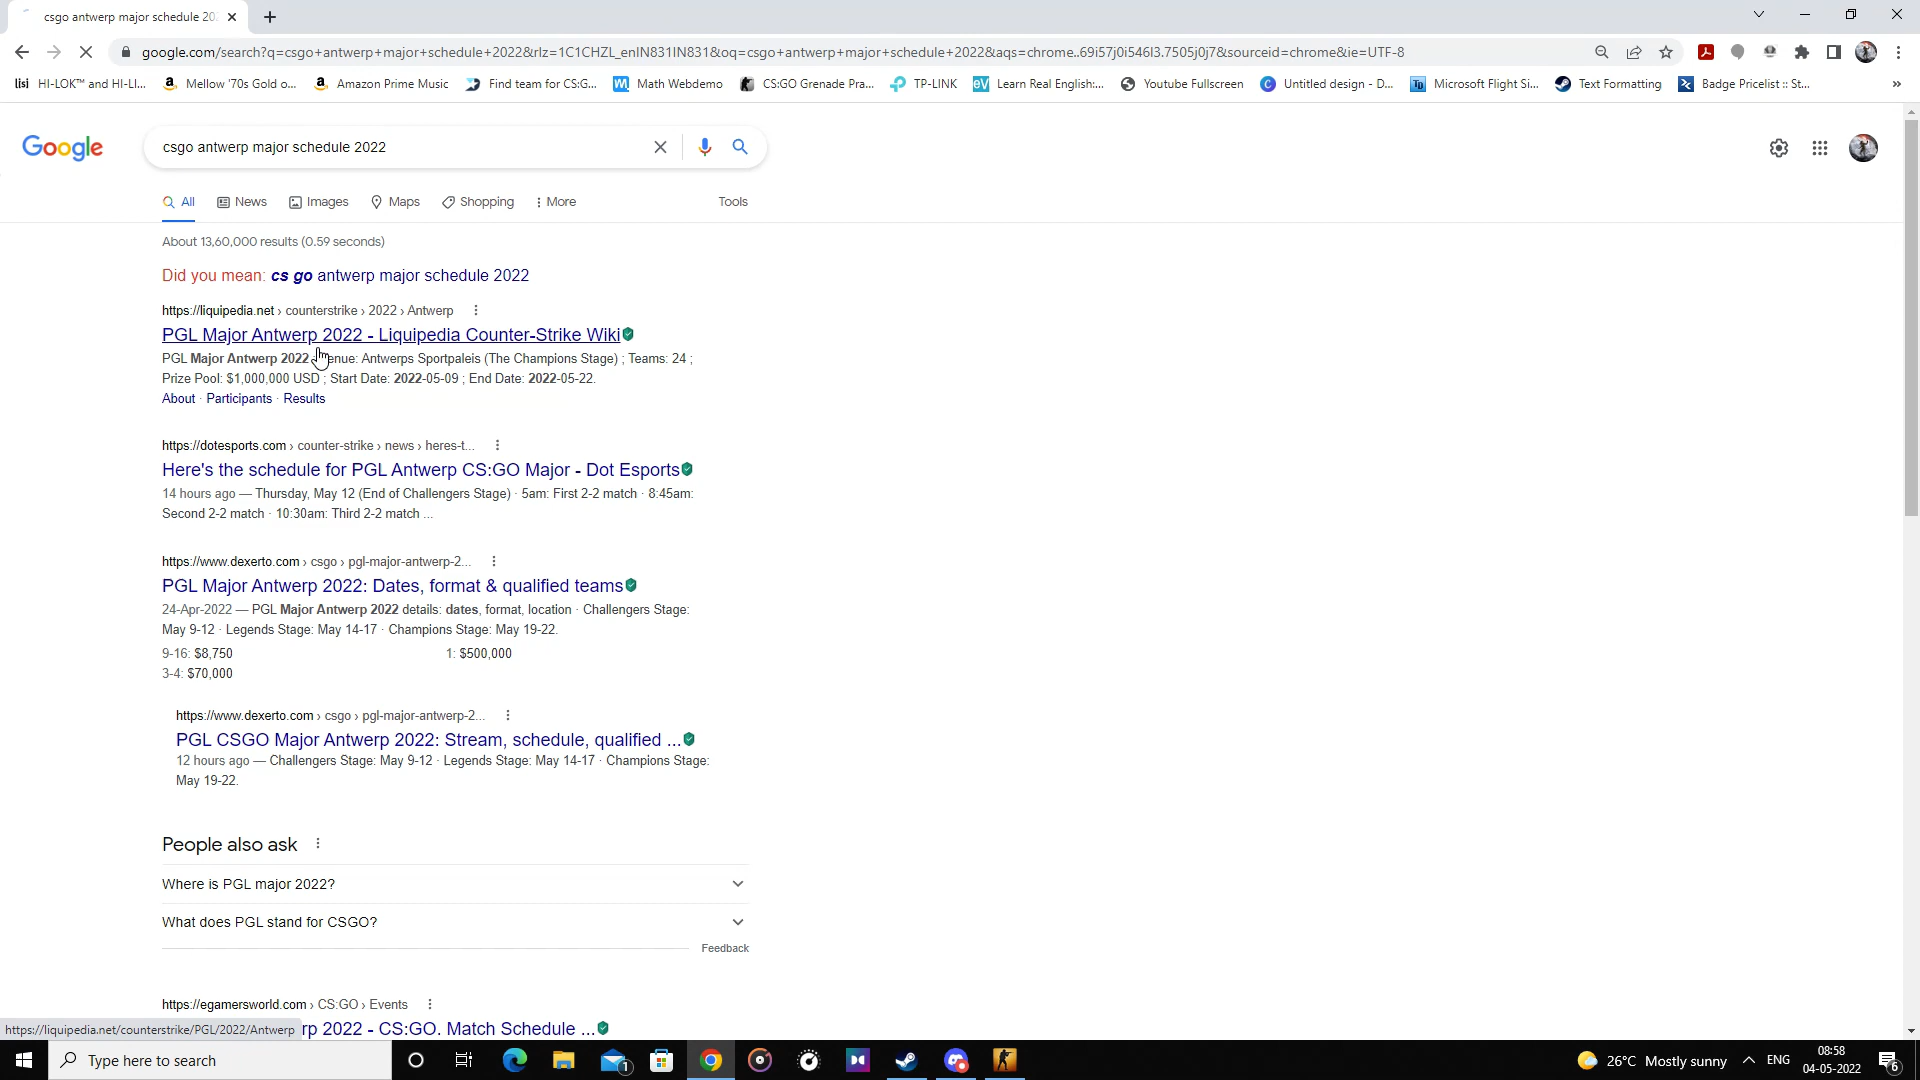 csgo antwerp major schedule 20
google.com/search?q=csgo+antwerp+major+schedule+2022&rlz=1C1CHZL_enIN831IN831&oq=csgo+antwerp+major+schedule+2022&aqs=chrome..69i57j0i546l3.7505j0j7&sourceid=chrome&ie=UTF-8
lisi HI-LOK™ and HI-LI... Mellow '70s Gold o... Amazon Prime Music Find team for CS:G... Math Webdemo CS:GO Grenade Pra... TP-LINK Learn Real English:... Youtube Fullscreen Untitled design - D... Microsoft Flight Si... Text Formatting Badge Pricelist :: St... »
Google csgo antwerp major schedule 2022
All News Images Maps Shopping More Tools
About 13,60,000 results (0.59 seconds)
Did you mean: cs go antwerp major schedule 2022
https://liquipedia.net › counterstrike › 2022 › Antwerp
PGL Major Antwerp 2022 - Liquipedia Counter-Strike Wiki
PGL Major Antwerp 2022 enue: Antwerps Sportpaleis (The Champions Stage) ; Teams: 24 ;
Prize Pool: $1,000,000 USD ; Start Date: 2022-05-09 ; End Date: 2022-05-22.
About · Participants · Results
https://dotesports.com › counter-strike › news › heres-t...
Here's the schedule for PGL Antwerp CS:GO Major - Dot Esports
14 hours ago — Thursday, May 12 (End of Challengers Stage) · 5am: First 2-2 match · 8:45am:
Second 2-2 match · 10:30am: Third 2-2 match ...
https://www.dexerto.com › csgo › pgl-major-antwerp-2...
PGL Major Antwerp 2022: Dates, format & qualified teams
24-Apr-2022 — PGL Major Antwerp 2022 details: dates, format, location · Challengers Stage:
May 9-12 · Legends Stage: May 14-17 · Champions Stage: May 19-22.
9-16: $8,750 1: $500,000
3-4: $70,000
https://www.dexerto.com › csgo › pgl-major-antwerp-2...
PGL CSGO Major Antwerp 2022: Stream, schedule, qualified ...
12 hours ago — Challengers Stage: May 9-12 · Legends Stage: May 14-17 · Champions Stage:
May 19-22.
People also ask
Where is PGL major 2022?
What does PGL stand for CSGO?
Feedback
https://egamersworld.com › CS:GO › Events
https://liquipedia.net/counterstrike/PGL/2022/Antwerp rp 2022 - CS:GO. Match Schedule ...
Type here to search 1 26°C Mostly sunny ENG 08:58
04-05-2022 6